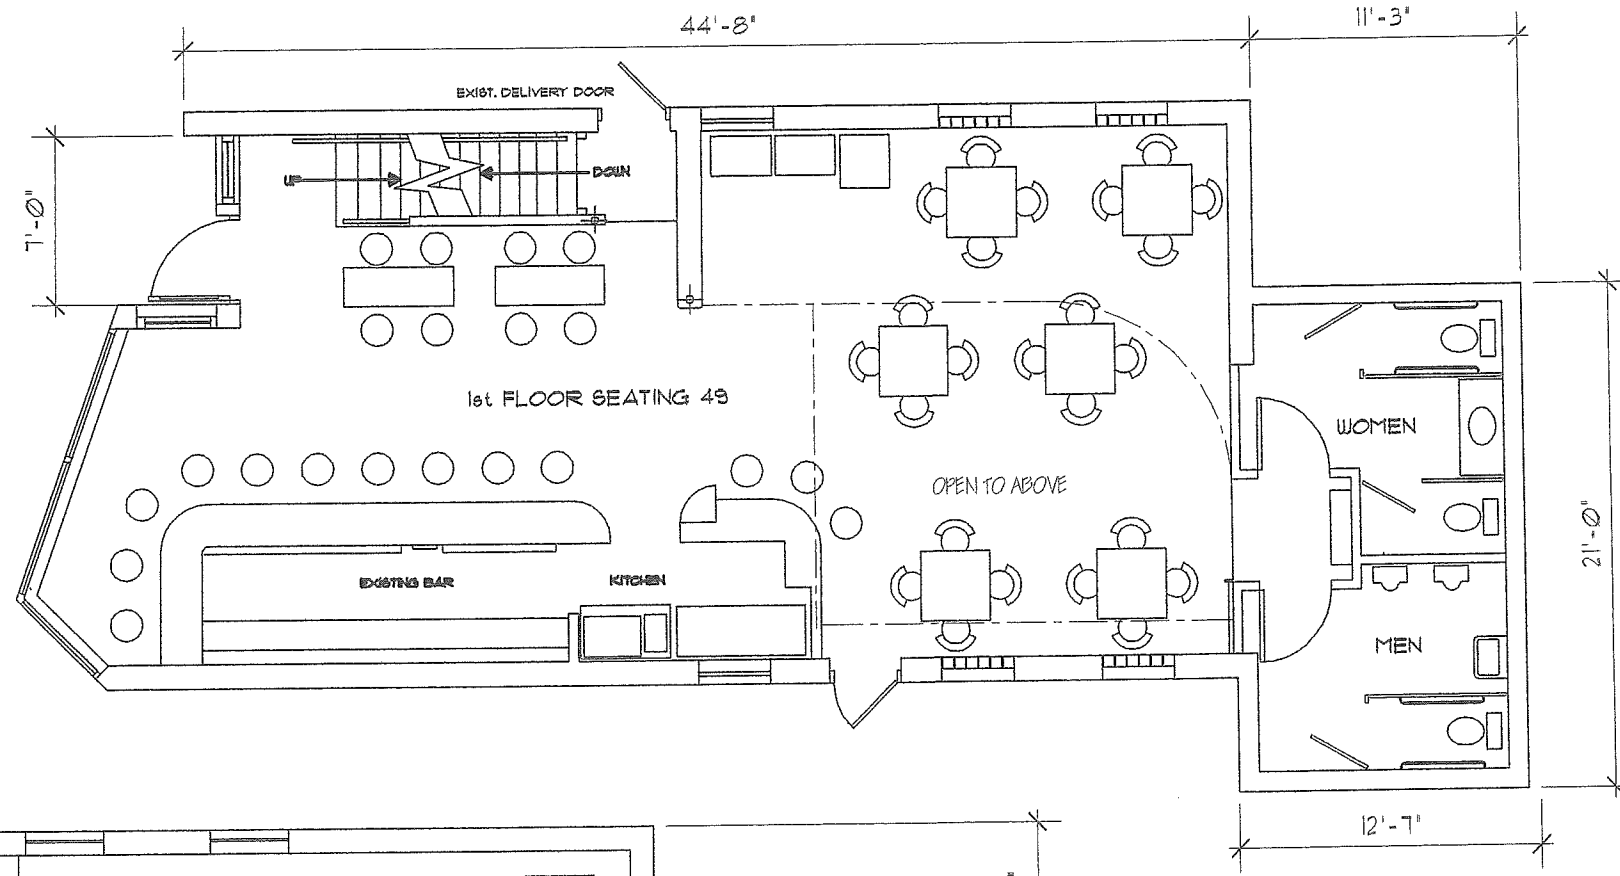 44'-8"
11'-3"
EXIST. DELIVERY DOOR
UP
DOWN
7'-0"
1st FLOOR SEATING 49
WOMEN
OPEN TO ABOVE
21'-0"
EXISTING BAR
KITCHEN
MEN
12'-7"